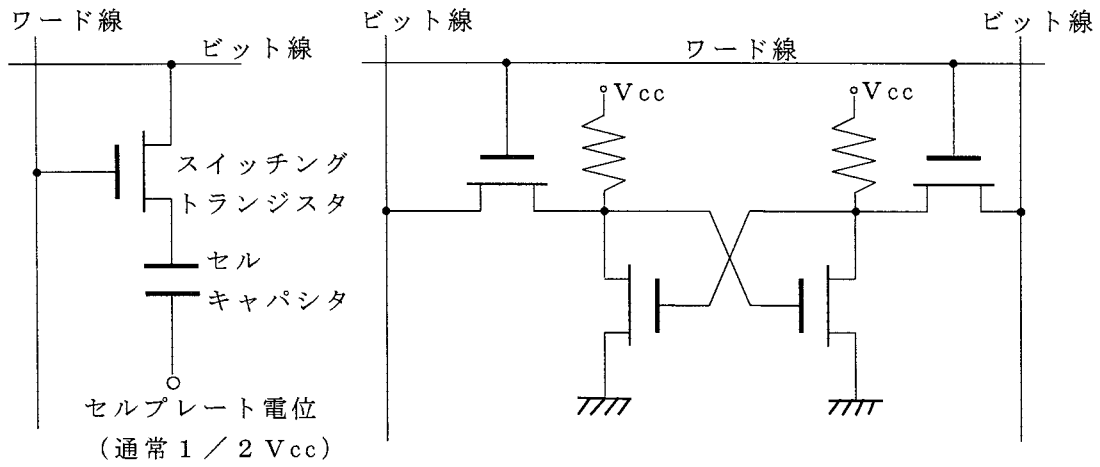 ワード線
ビット線
スイッチング
トランジスタ
セル
キャパシタ
セルプレート電位
(通常1/2Vcc)
ビット線
ワード線
ビット線
Vcc
Vcc